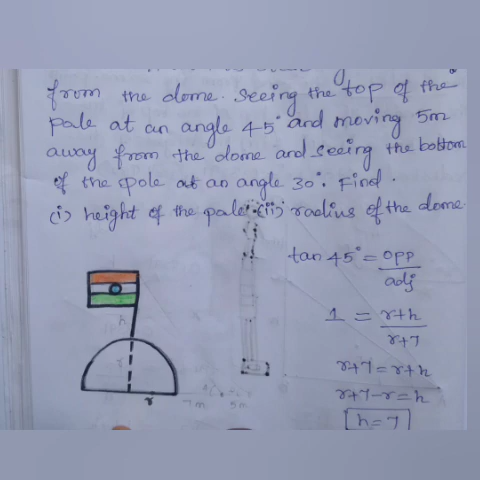 from the dome. Seeing the top of the
pole at an angle 45° and moving 5m
away from the dome and seeing the bottom
of the pole at an angle 30°. Find.
(i) height of the pole (ii) radius of the dome.
tan 45° = opp
adj
1 = r+h
r+7
r+7 = r+h
r+7-r = h
h = 7
h
r
r
7m 5m